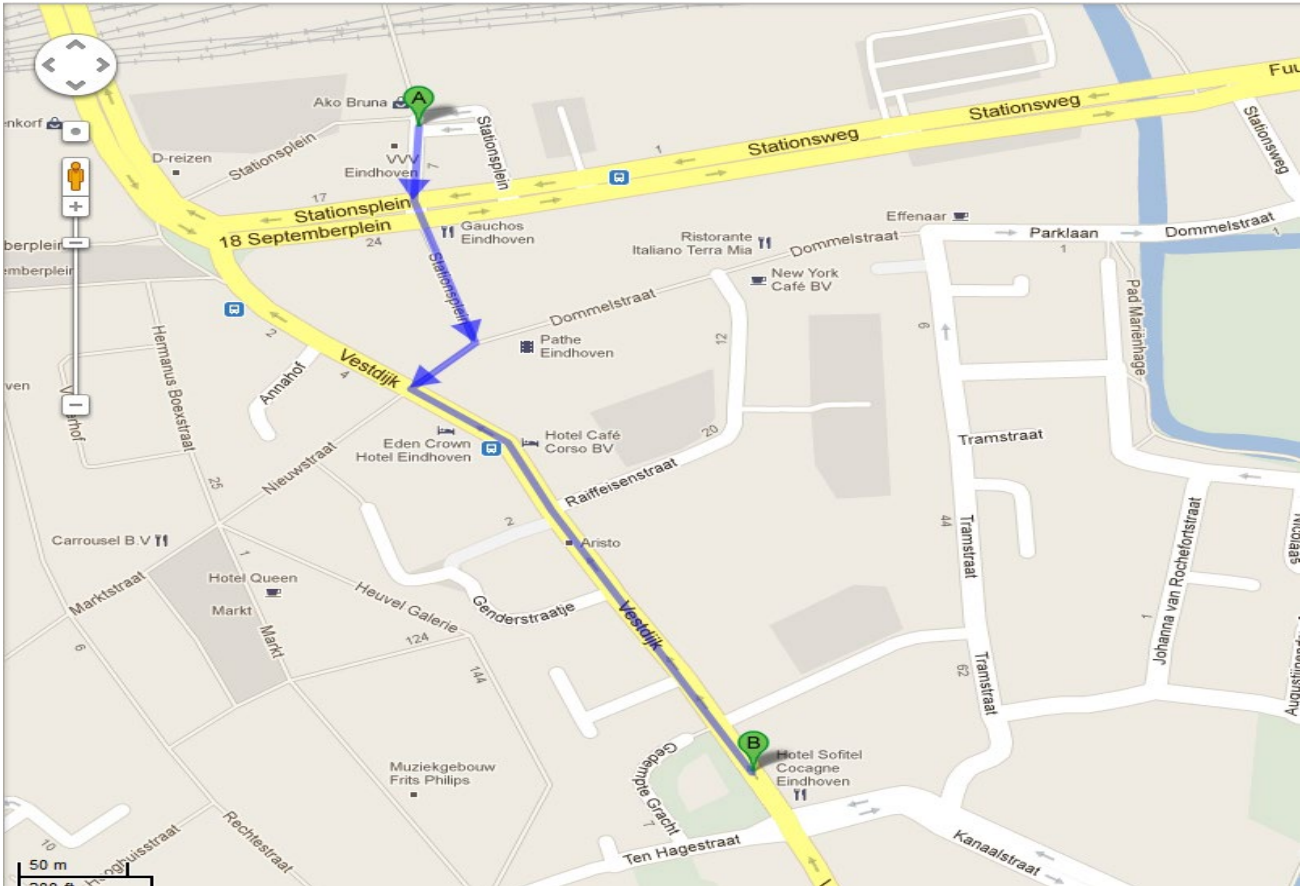 Fuu
Stationsweg
Ako Bruna
A
enkorf
Stationsplein
Stationsweg
Stationsweg
D-reizen
Stationsplein
7
VVV
Eindhoven
1
17
Stationsplein
Effenaar
18 Septemberplein
Gauchos
Eindhoven
Ristorante
Italiano Terra Mia
Dommelstraat
Parklaan
Dommelstraat
1
1
berplein
24
emberplein
Stationsplein
New York
Café BV
Pad Mariënhage
Dommelstraat
2
12
6
Hermanus Boexstraat
Pathe
Eindhoven
Vestdijk
Annahof
4
ven
Eden Crown
Hotel Eindhoven
Hotel Café
Corso BV
20
Tramstraat
Nieuwstraat
Raiffeisenstraat
25
2
44
Tramstraat
Johanna van Rochefortstraat
Nicolaas
Carrousel B.V
1
Aristo
Hotel Queen
Marktstraat
Markt
Heuvel Galerie
Genderstraatje
Vestdijk
6
Markt
124
144
62
Tramstraat
1
B
Gedempte Gracht
Hotel Sofitel
Cocagne
Eindhoven
Muziekgebouw
Frits Philips
7
Rechtestraat
Ten Hagestraat
Kanaalstraat
10
50 m